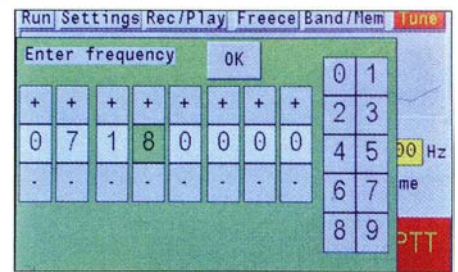 Run Settings Rec/Play Freece Band/Mem Tune
Enter frequency OK
0 1
+ + + + + + + +
2 3
0 7 1 8 0 0 0 0
4 5
00 Hz
- - - - - - - -
6 7
me
8 9
PTT